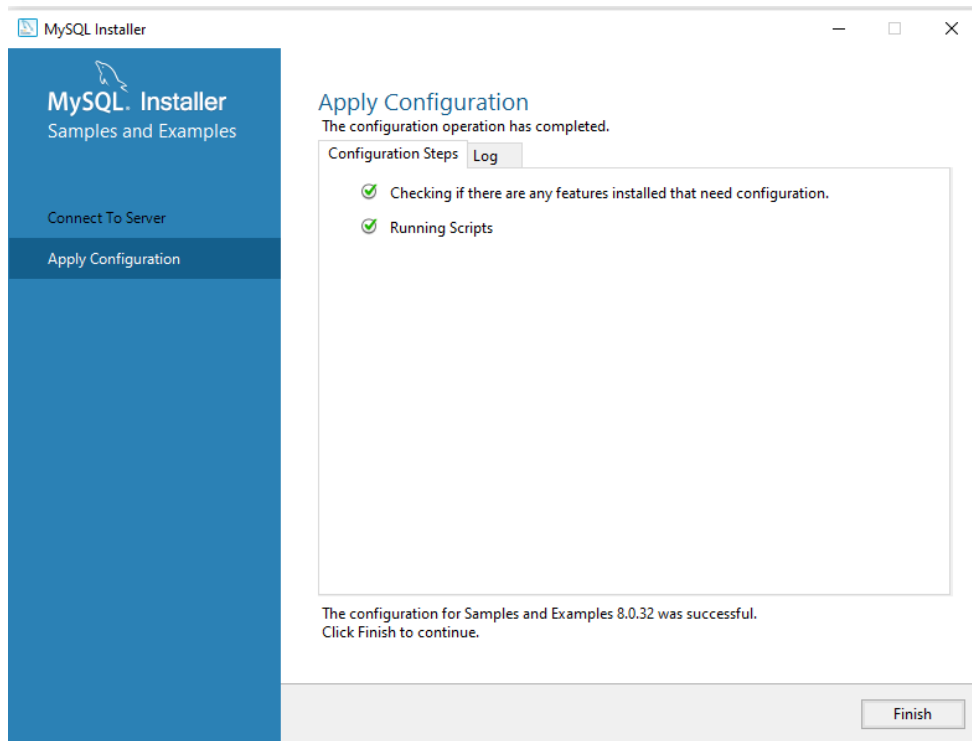 MySQL Installer
MySQL. Installer
Samples and Examples
Connect To Server
Apply Configuration
Apply Configuration
The configuration operation has completed.
Configuration Steps Log
Checking if there are any features installed that need configuration.
Running Scripts
The configuration for Samples and Examples 8.0.32 was successful.
Click Finish to continue.
Finish